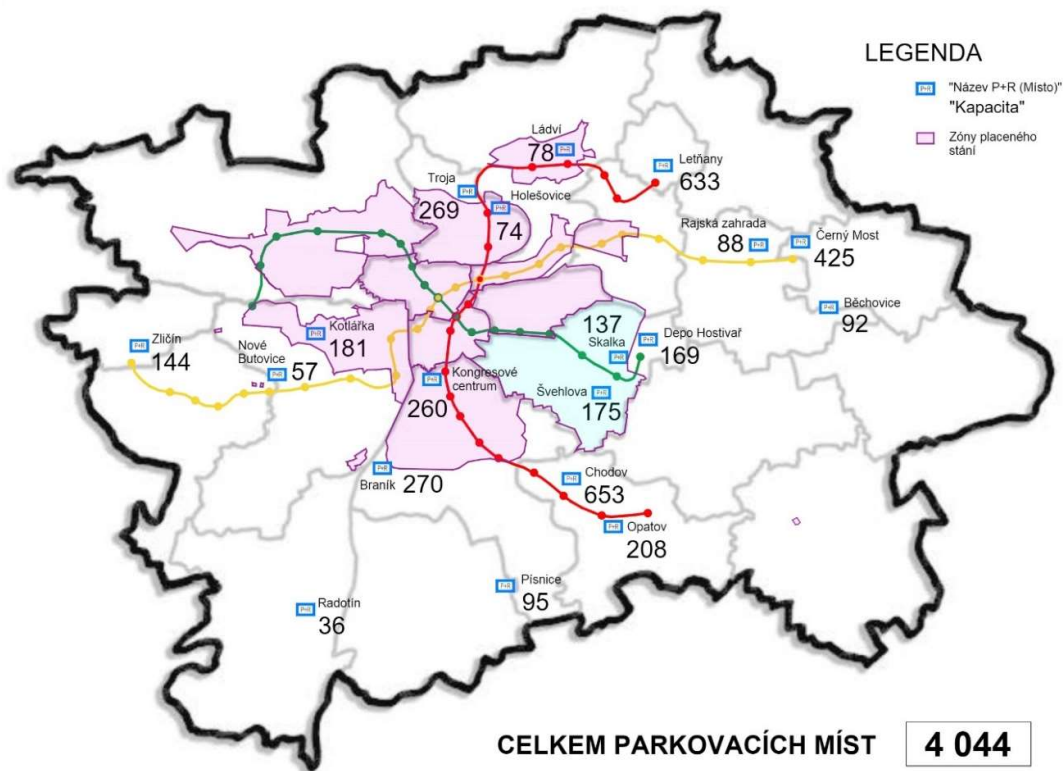 LEGENDA
P+R
"Název P+R (Místo)"
"Kapacita"
Zóny placeného
stání
Ládví
78
P+R
Letňany
P+R
633
Troja
P+R
269
P+R
Holešovice
74
Rajská zahrada
88
P+R
Černý Most
P+R
425
Běchovice
P+R
92
Kotlářka
P+R
181
Zličín
P+R
144
Nové
Butovice
P+R
57
137
Skalka
P+R
Depo Hostivař
P+R
169
Kongresové
centrum
P+R
260
Švehlova
P+R
175
P+R
Braník
270
Chodov
P+R
653
P+R
Opatov
208
Písnice
P+R
95
Radotín
P+R
36
CELKEM PARKOVACÍCH MÍST
4 044